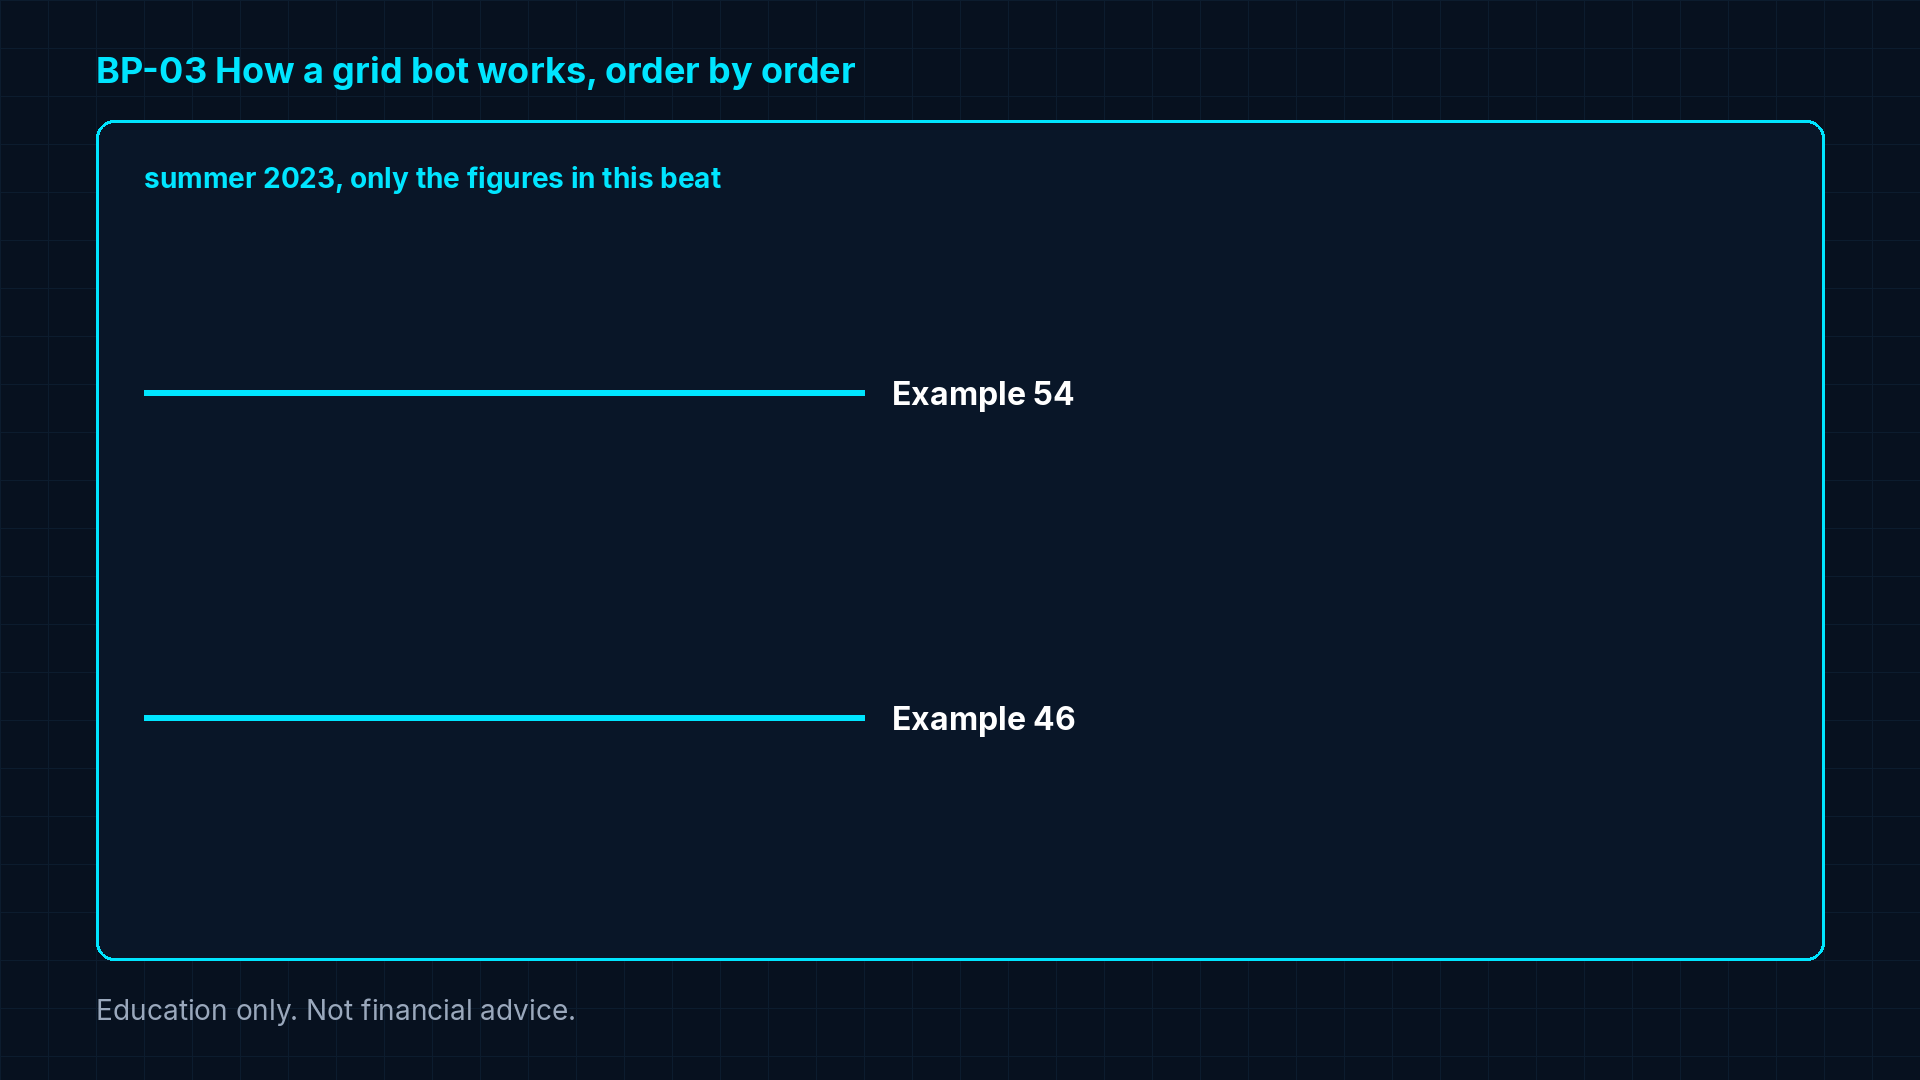 BP-03 How a grid bot works, order by order
summer 2023, only the figures in this beat
Example 54
Example 46
Education only. Not financial advice.